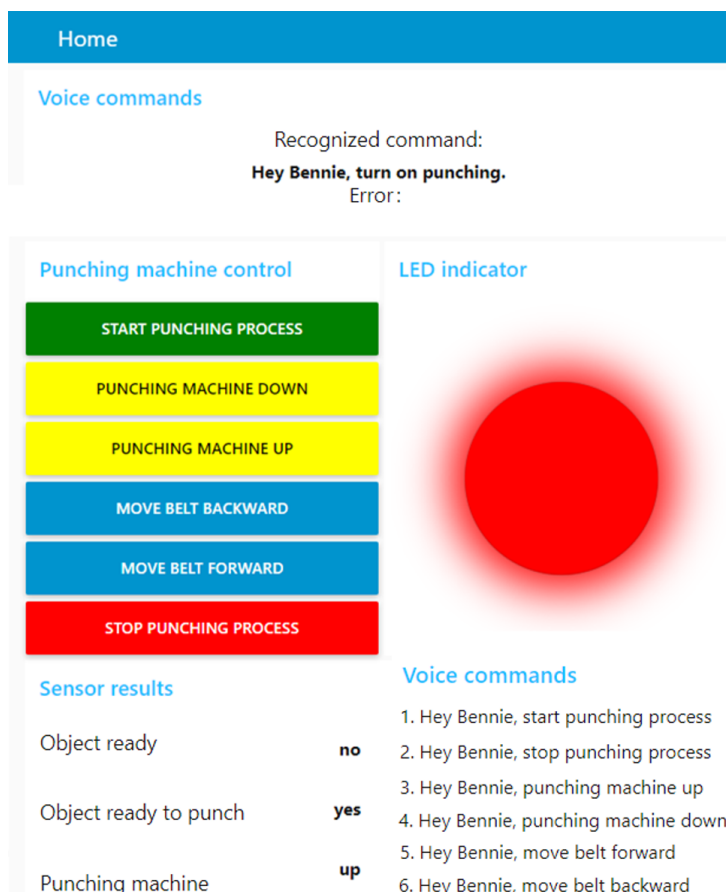 Home
Voice commands
Recognized command:
Hey Bennie, turn on punching.
Error:
Punching machine control
START PUNCHING PROCESS
PUNCHING MACHINE DOWN
PUNCHING MACHINE UP
MOVE BELT BACKWARD
MOVE BELT FORWARD
STOP PUNCHING PROCESS
LED indicator
Sensor results
Object ready no
Object ready to punch yes
Punching machine up
Voice commands
1. Hey Bennie, start punching process
2. Hey Bennie, stop punching process
3. Hey Bennie, punching machine up
4. Hey Bennie, punching machine down
5. Hey Bennie, move belt forward
6. Hey Bennie, move belt backward